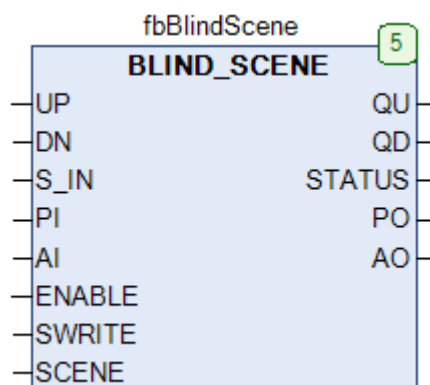 fbBlindScene
5
BLIND_SCENE
UP QU
DN QD
S_IN STATUS
PI PO
AI AO
ENABLE
SWRITE
SCENE